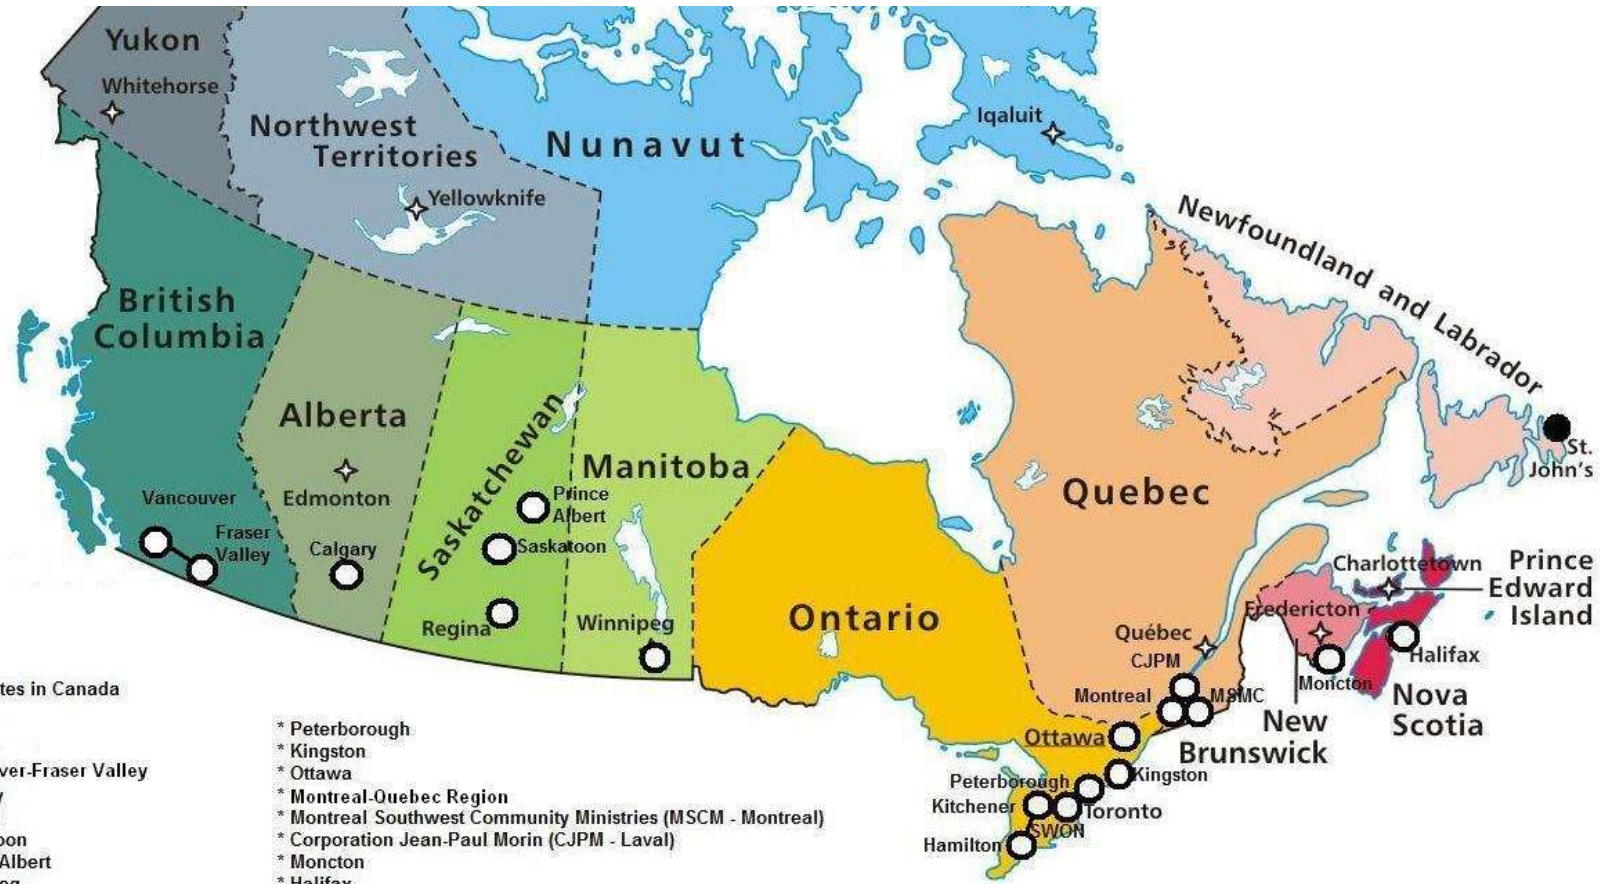 Yukon
Whitehorse
Northwest
Territories
Yellowknife
Nunavut
Iqaluit
Newfoundland and Labrador
St.
John's
British
Columbia
Vancouver
Fraser
Valley
Alberta
Edmonton
Calgary
Saskatchewan
Prince
Albert
Saskatoon
Regina
Manitoba
Winnipeg
Ontario
Quebec
Québec
CJPM
Montreal
MSMC
Ottawa
Kingston
Peterborough
Toronto
Kitchener
SWON
Hamilton
Charlottetown
Prince
Edward
Island
Fredericton
Moncton
Halifax
Nova
Scotia
New
Brunswick
tes in Canada
ver-Fraser Valley
y
oon
Albert
eg
* Peterborough
* Kingston
* Ottawa
* Montreal-Quebec Region
* Montreal Southwest Community Ministries (MSCM - Montreal)
* Corporation Jean-Paul Morin (CJPM - Laval)
* Moncton
* Halifax